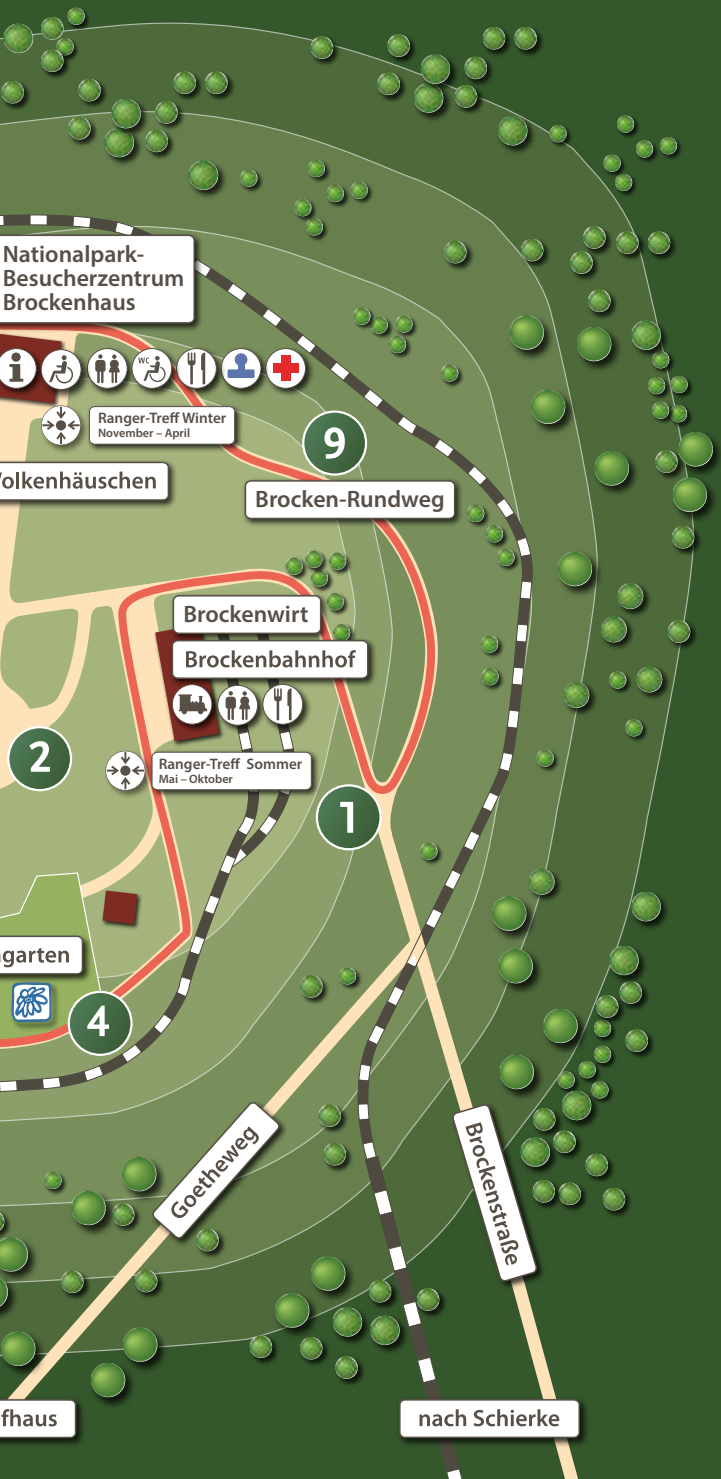 Nationalpark-
Besucherzentrum
Brockenhaus
WC
Ranger-Treff Winter
November – April
9
olkenhäuschen
Brocken-Rundweg
Brockenwirt
Brockenbahnhof
2
Ranger-Treff Sommer
Mai – Oktober
1
garten
4
Goetheweg
Brockenstraße
fhaus
nach Schierke